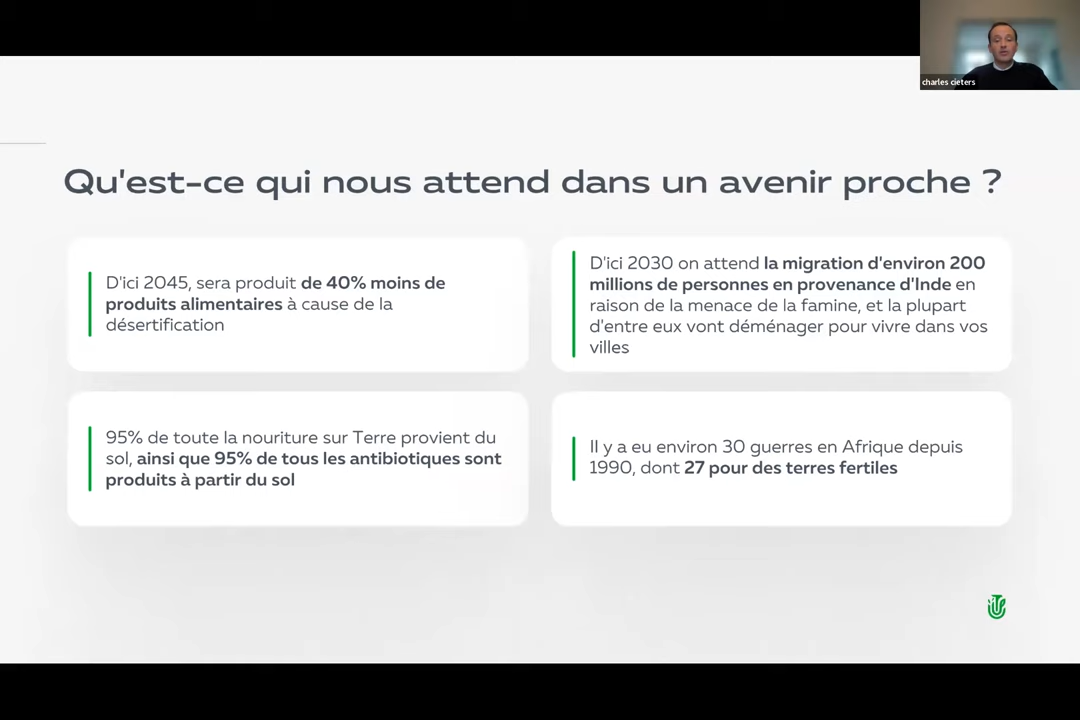 charles cieters
Qu'est-ce qui nous attend dans un avenir proche ?
D'ici 2045, sera produit de 40% moins de
produits alimentaires à cause de la
désertification
D'ici 2030 on attend la migration d'environ 200
millions de personnes en provenance d'Inde en
raison de la menace de la famine, et la plupart
d'entre eux vont déménager pour vivre dans vos
villes
95% de toute la nouriture sur Terre provient du
sol, ainsi que 95% de tous les antibiotiques sont
produits à partir du sol
Il y a eu environ 30 guerres en Afrique depuis
1990, dont 27 pour des terres fertiles